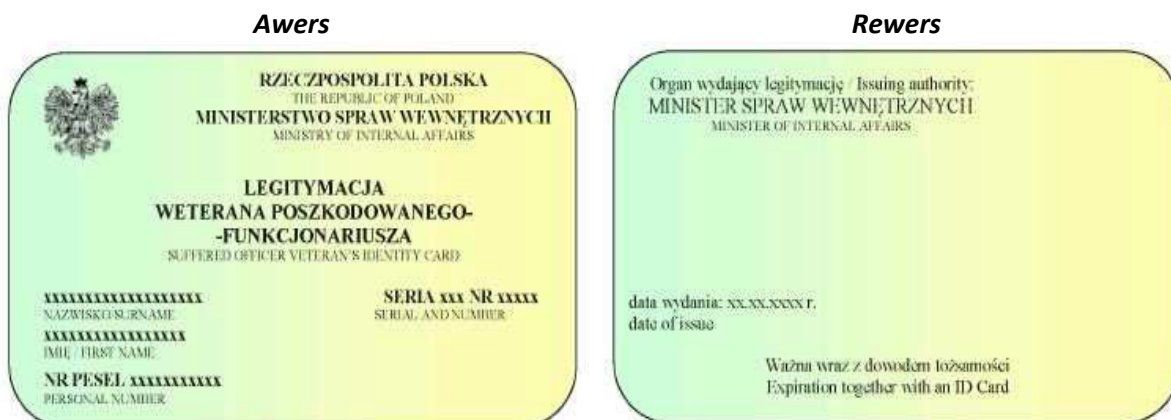 Awers
RZECZPOSPOLITA POLSKA
THE REPUBLIC OF POLAND
MINISTERSTWO SPRAW WEWNĘTRZNYCH
MINISTRY OF INTERNAL AFFAIRS
LEGITYMACJA
WETERANA POSZKODOWANEGO-
-FUNKCJONARIUSZA
SUFFERED OFFICER VETERAN'S IDENTITY CARD
xxxxxxxxxxxxxxxxxxx
NAZWISKO/SURNAME
xxxxxxxxxxxxxxxxx
IMIĘ / FIRST NAME
NR PESEL xxxxxxxxxxx
PERSONAL NUMBER
SERIA xxx NR xxxxx
SERIAL AND NUMBER
Rewers
Organ wydający legitymację / Issuing authority:
MINISTER SPRAW WEWNĘTRZNYCH
MINISTER OF INTERNAL AFFAIRS
data wydania: xx.xx.xxxx r.
date of issue
Ważna wraz z dowodem tożsamości
Expiration together with an ID Card